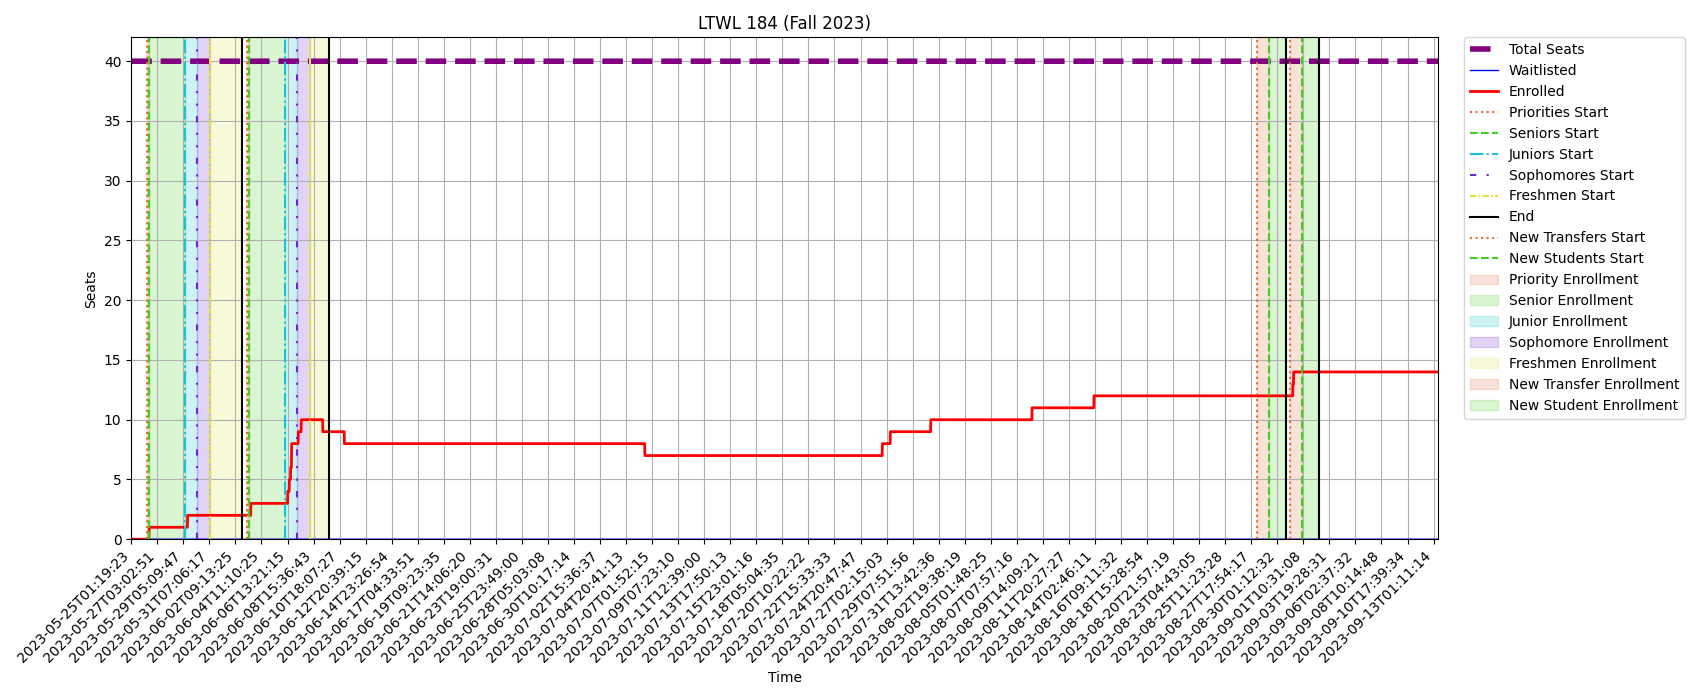 LTWL 184 (Fall 2023)
Seats
40
35
30
25
20
15
10
5
0
2023-05-25T01:19:23
2023-05-27T03:02:51
2023-05-29T05:09:47
2023-05-31T07:06:17
2023-06-02T09:13:25
2023-06-04T11:10:25
2023-06-06T13:21:15
2023-06-08T15:36:43
2023-06-10T18:07:27
2023-06-12T20:39:15
2023-06-14T23:26:54
2023-06-17T04:33:51
2023-06-19T09:23:35
2023-06-21T14:06:20
2023-06-23T19:00:31
2023-06-25T23:49:00
2023-06-28T05:03:08
2023-06-30T10:17:14
2023-07-02T15:36:37
2023-07-04T20:41:13
2023-07-07T01:52:15
2023-07-09T07:23:10
2023-07-11T12:39:00
2023-07-13T17:50:13
2023-07-15T23:01:16
2023-07-18T05:04:35
2023-07-20T10:22:22
2023-07-22T15:33:33
2023-07-24T20:47:47
2023-07-27T02:15:03
2023-07-29T07:51:56
2023-07-31T13:42:36
2023-08-02T19:38:19
2023-08-05T01:48:25
2023-08-07T07:57:16
2023-08-09T14:09:21
2023-08-11T20:27:27
2023-08-14T02:46:11
2023-08-16T09:11:32
2023-08-18T15:28:54
2023-08-20T21:57:19
2023-08-23T04:43:05
2023-08-25T11:23:28
2023-08-27T17:54:17
2023-08-30T01:12:32
2023-09-01T10:31:08
2023-09-03T19:28:31
2023-09-06T02:37:32
2023-09-08T10:14:48
2023-09-10T17:39:34
2023-09-13T01:11:14
Time
Total Seats
Waitlisted
Enrolled
Priorities Start
Seniors Start
Juniors Start
Sophomores Start
Freshmen Start
End
New Transfers Start
New Students Start
Priority Enrollment
Senior Enrollment
Junior Enrollment
Sophomore Enrollment
Freshmen Enrollment
New Transfer Enrollment
New Student Enrollment